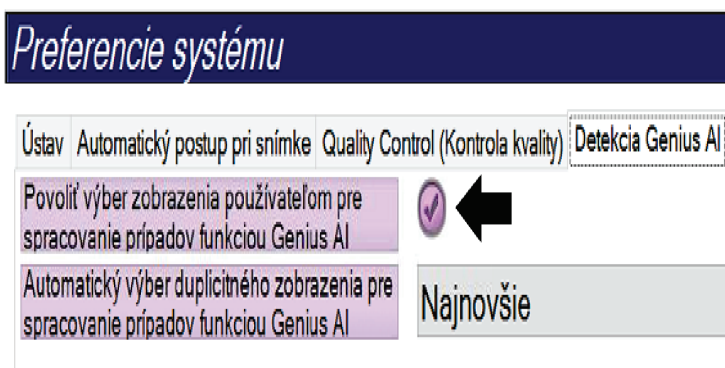 Preferencie systému
Ústav Automatický postup pri snímke Quality Control (Kontrola kvality) Detekcia Genius AI
Povoliť výber zobrazenia používateľom pre
spracovanie prípadov funkciou Genius AI
Automatický výber duplicitného zobrazenia pre
spracovanie prípadov funkciou Genius AI
Najnovšie